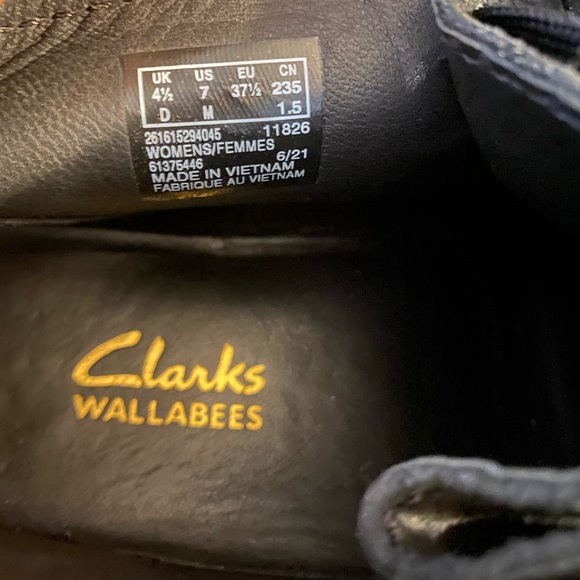 UK US EU CN
4½ 7 37½ 235
D M 1.5
261615294045 11826
WOMENS/FEMMES
61375446 6/21
MADE IN VIETNAM
FABRIQUE AU VIETNAM
Clarks
WALLABEES